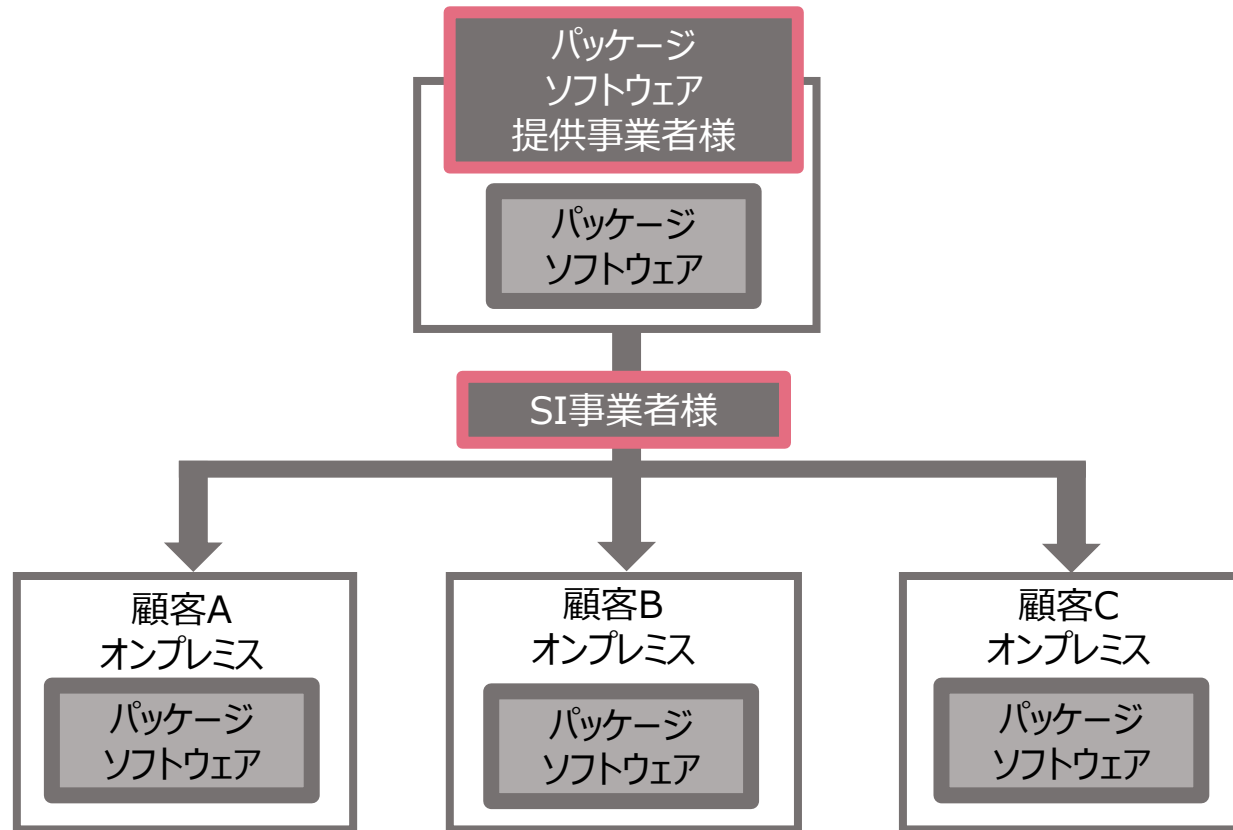 パッケージ
ソフトウェア
提供事業者様
パッケージ
ソフトウェア
SI事業者様
顧客A
オンプレミス
パッケージ
ソフトウェア
顧客B
オンプレミス
パッケージ
ソフトウェア
顧客C
オンプレミス
パッケージ
ソフトウェア